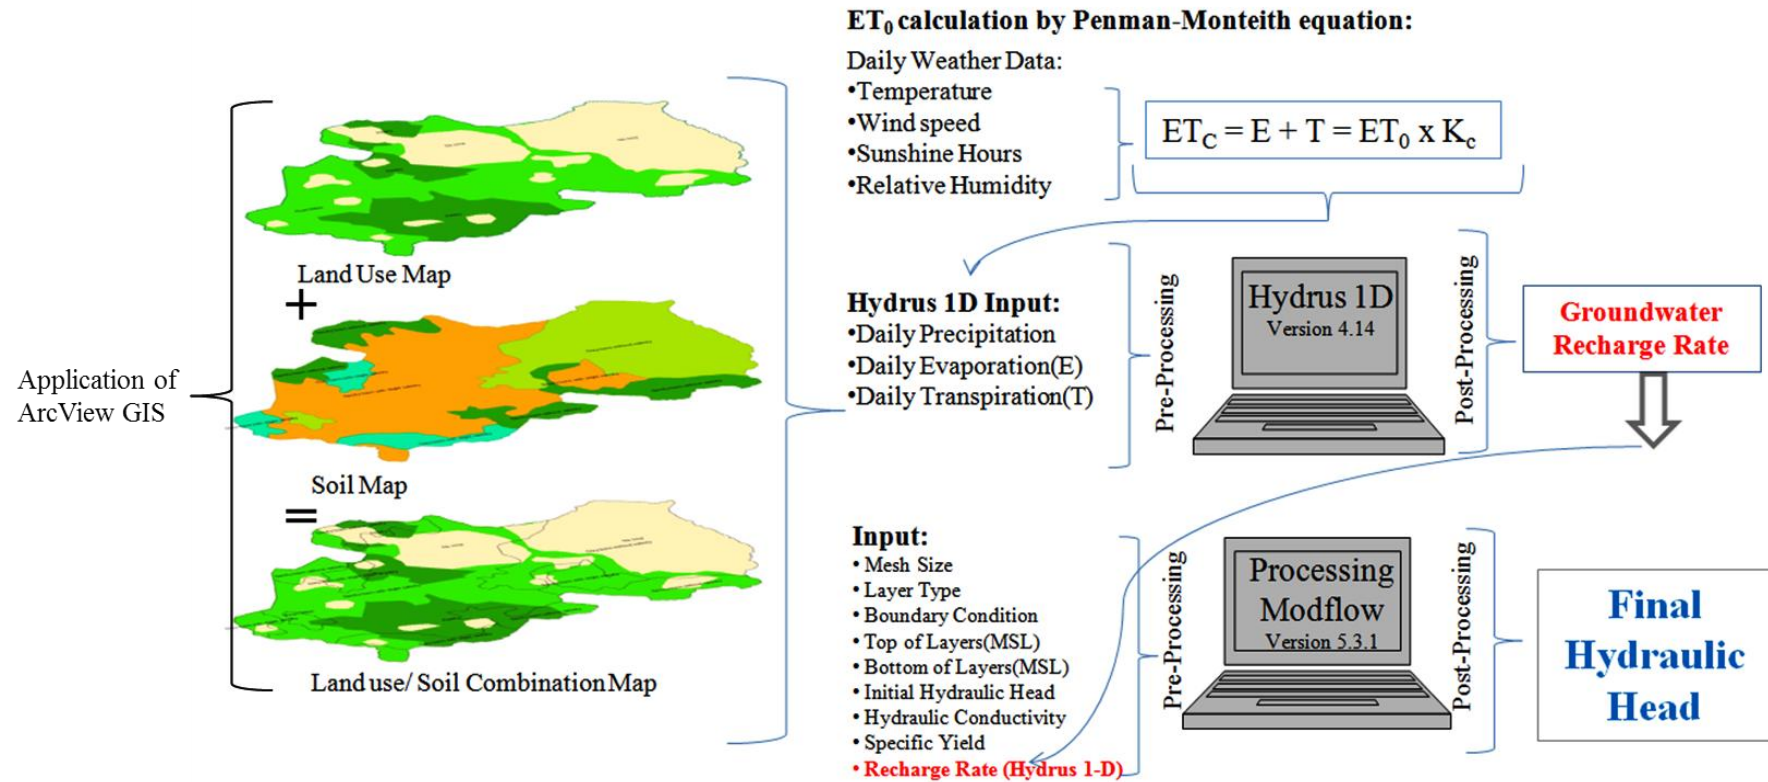 Application of
ArcView GIS
Land Use Map
+
Soil Map
=
Land use/ Soil Combination Map
ET₀ calculation by Penman-Monteith equation:
Daily Weather Data:
•Temperature
•Wind speed
•Sunshine Hours
•Relative Humidity
ET_C = E + T = ET₀ x K_c
Hydrus 1D Input:
•Daily Precipitation
•Daily Evaporation(E)
•Daily Transpiration(T)
Pre-Processing
Hydrus 1D
Version 4.14
Post-Processing
Groundwater
Recharge Rate
Input:
• Mesh Size
• Layer Type
• Boundary Condition
• Top of Layers(MSL)
• Bottom of Layers(MSL)
• Initial Hydraulic Head
• Hydraulic Conductivity
• Specific Yield
• Recharge Rate (Hydrus 1-D)
Pre-Processing
Processing
Modflow
Version 5.3.1
Post-Processing
Final
Hydraulic
Head